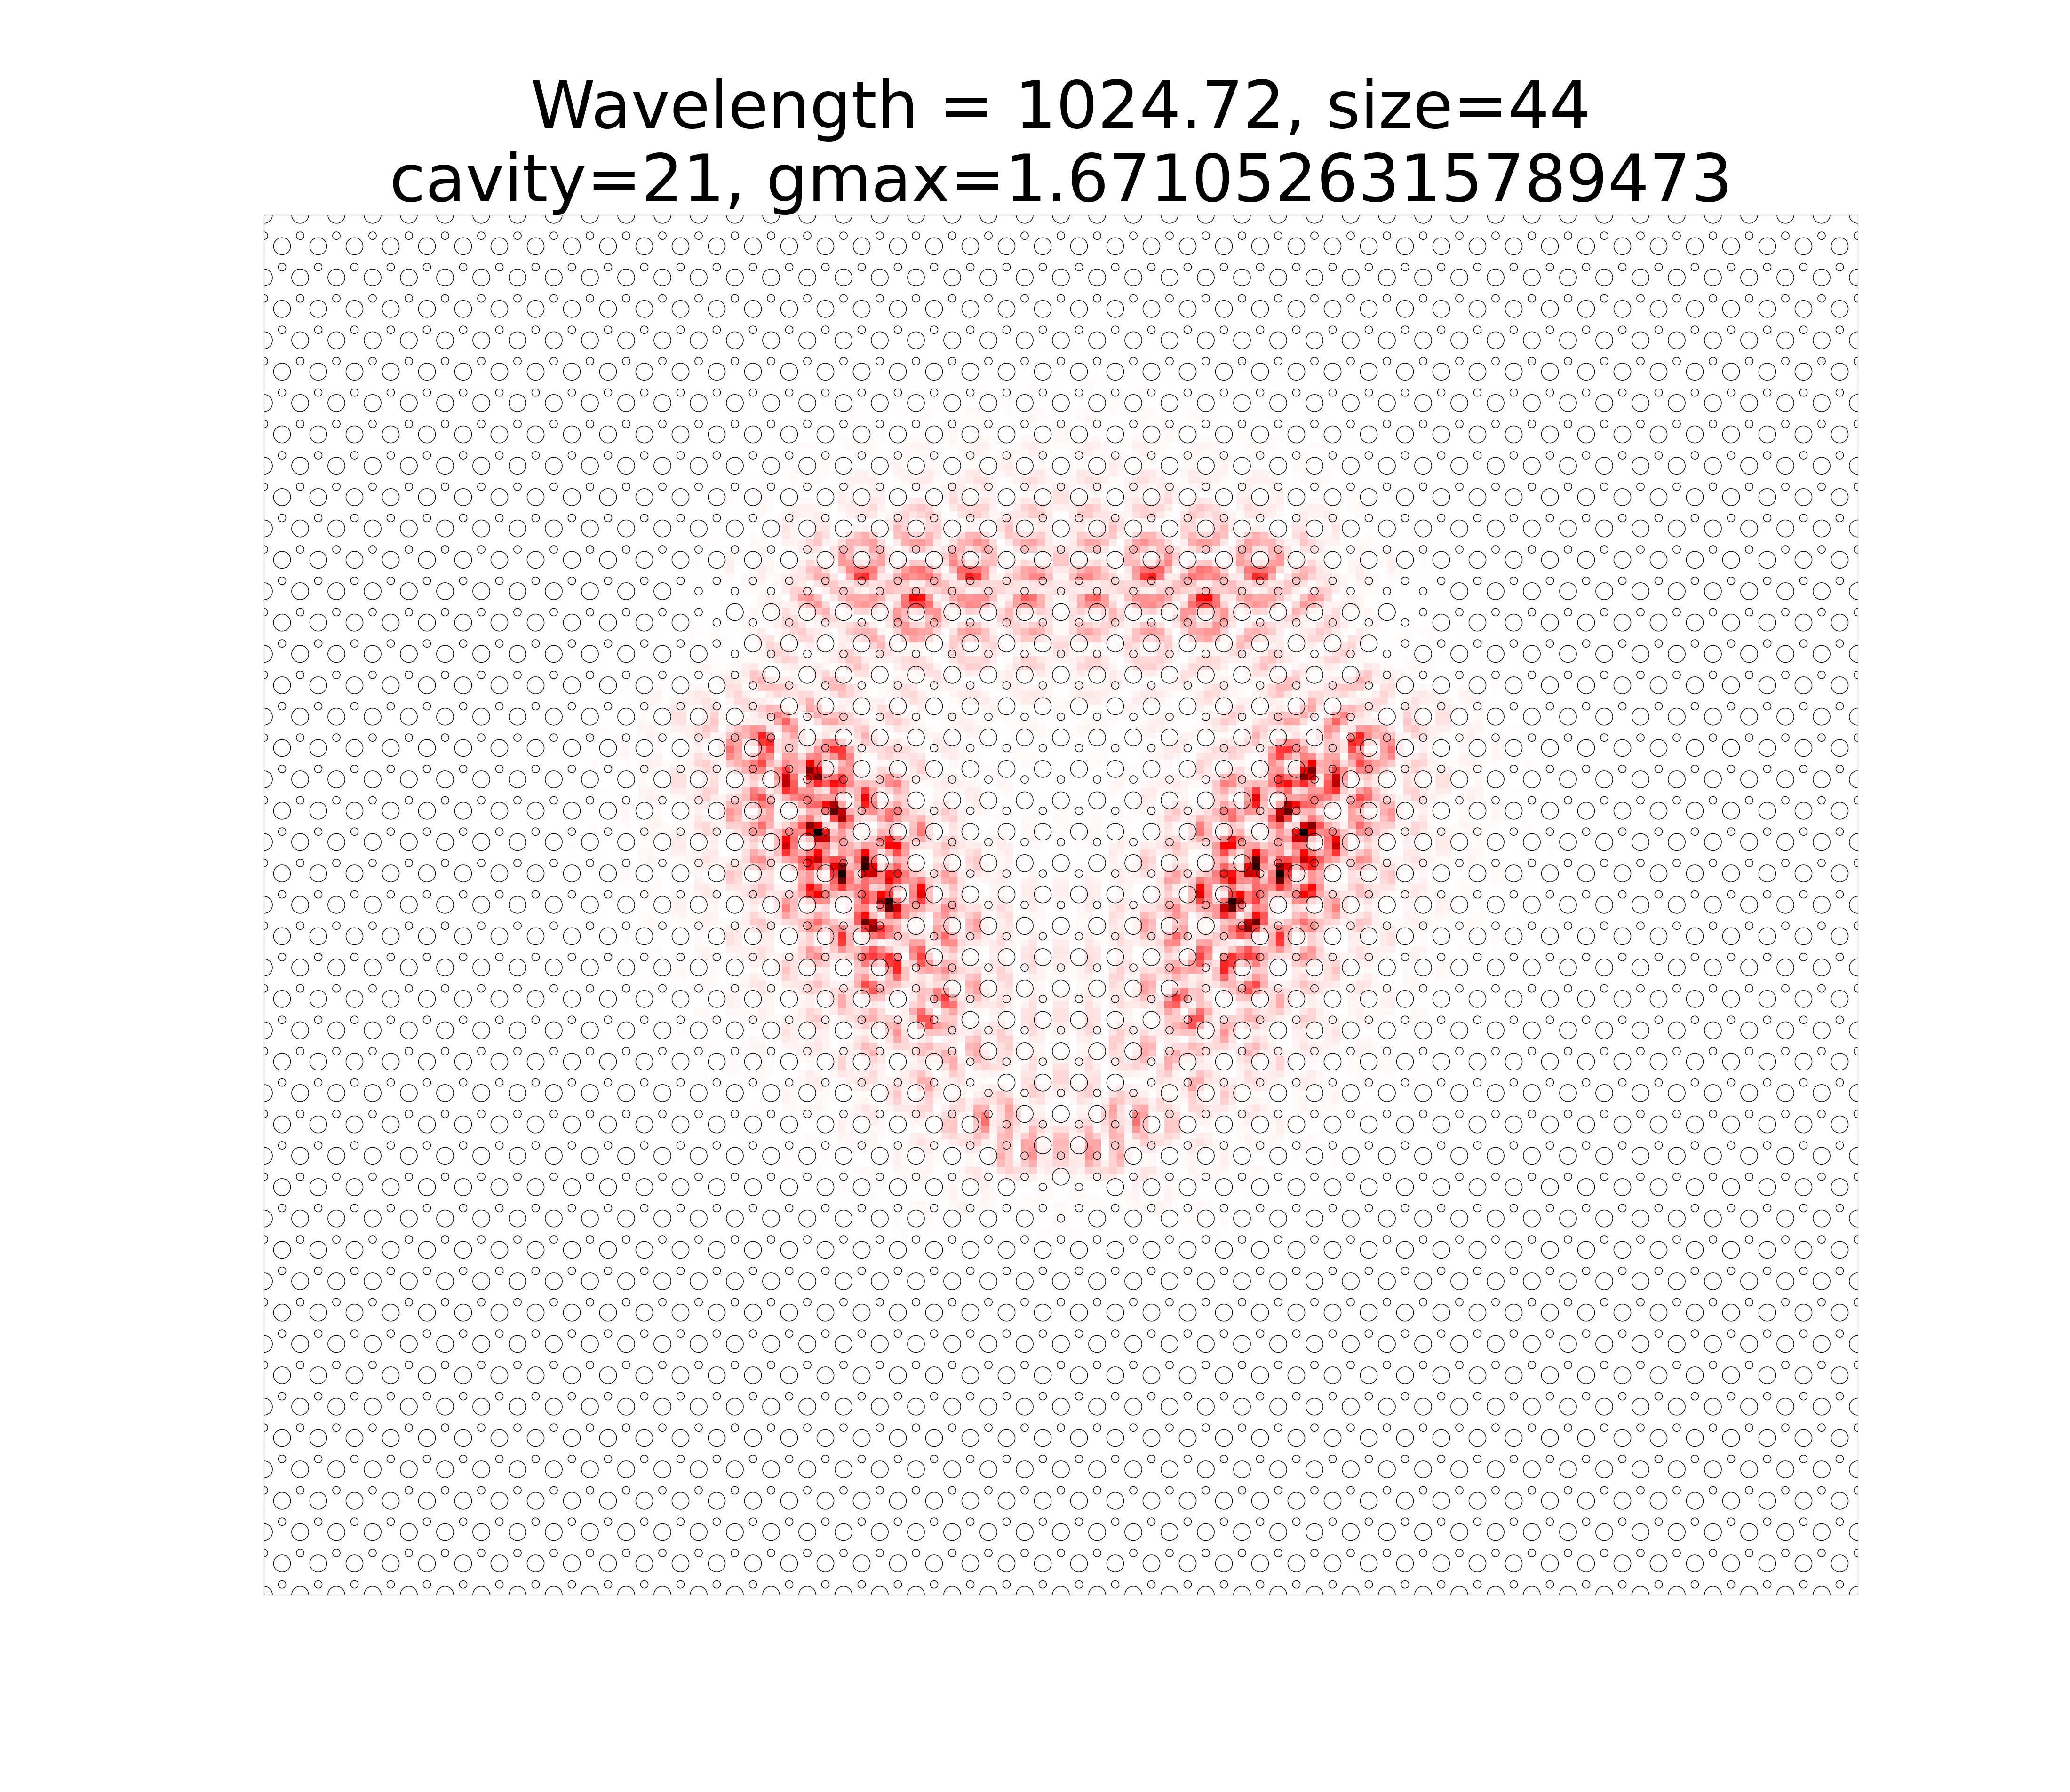 Wavelength = 1024.72, size=44
cavity=21, gmax=1.6710526315789473